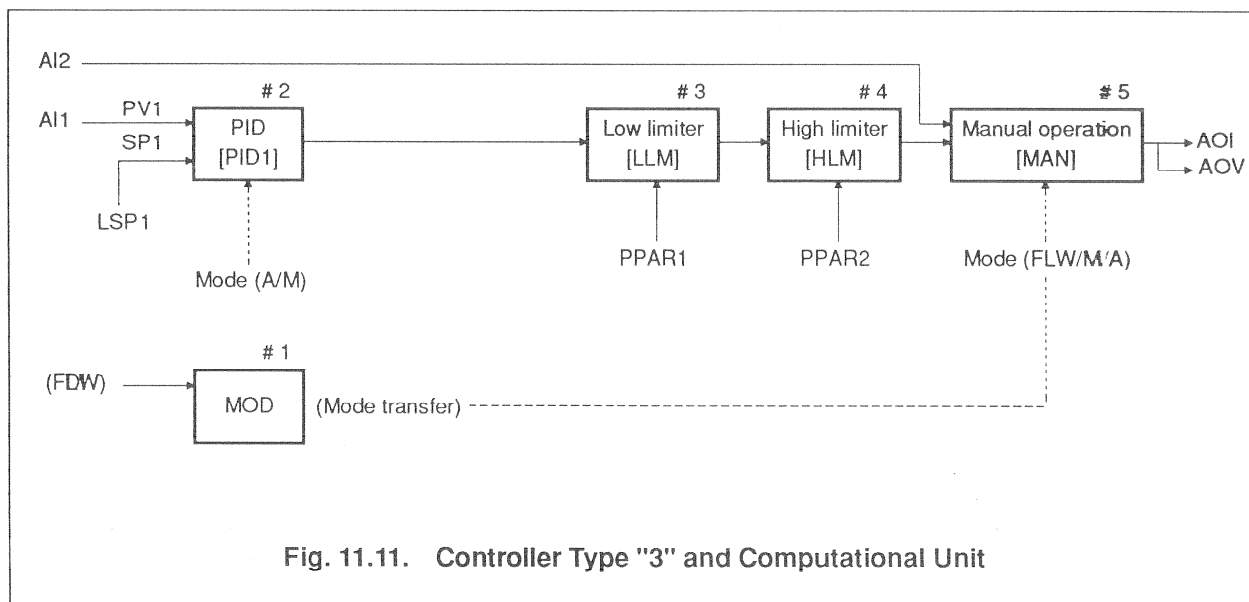 AI2
# 2
# 3
# 4
# 5
AI1
PV1
SP1
PID
[PID1]
Low limiter
[LLM]
High limiter
[HLM]
Manual operation
[MAN]
AOI
AOV
LSP1
Mode (A/M)
PPAR1
PPAR2
Mode (FLW/M/A)
# 1
MOD
(Mode transfer)
Fig. 11.11. Controller Type "3" and Computational Unit